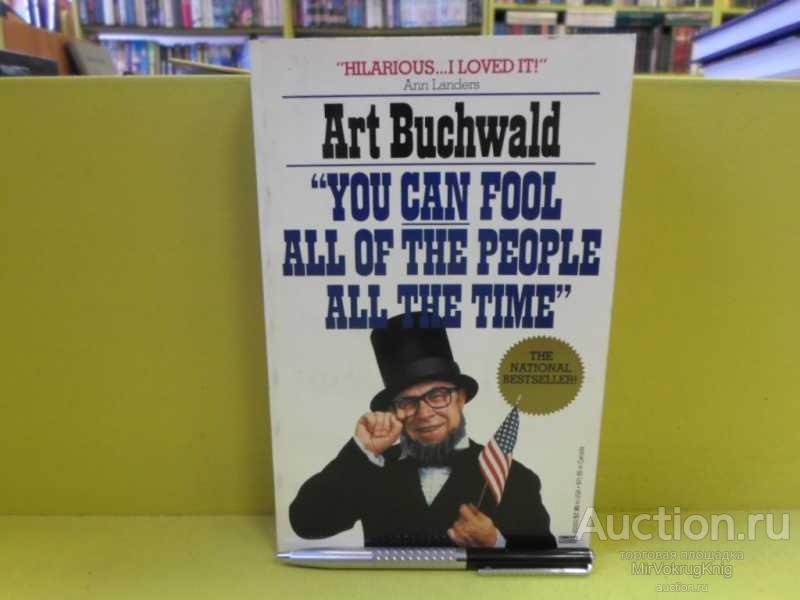 "HILARIOUS...I LOVED IT!"
Ann Landers
Art Buchwald
"YOU CAN FOOL
ALL OF THE PEOPLE
ALL THE TIME"
THE
NATIONAL
BESTSELLER!
Auction.ru
торговая площадка
MirVokrugKnig
auction.ru